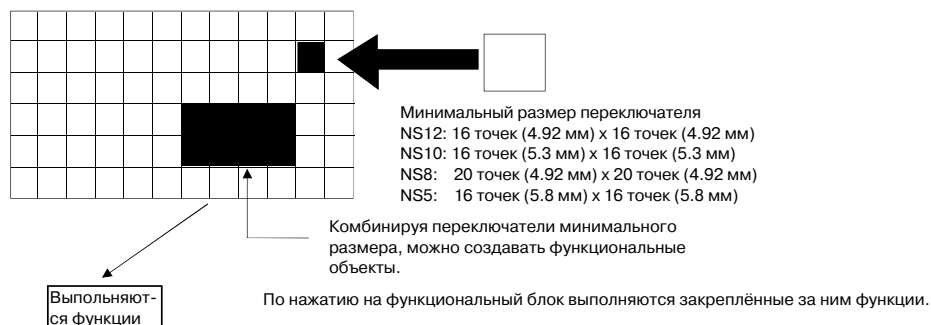 Минимальный размер переключателя
NS12: 16 точек (4.92 мм) x 16 точек (4.92 мм)
NS10: 16 точек (5.3 мм) x 16 точек (5.3 мм)
NS8: 20 точек (4.92 мм) x 20 точек (4.92 мм)
NS5: 16 точек (5.8 мм) x 16 точек (5.8 мм)
Комбинируя переключатели минимального
размера, можно создавать функциональные
объекты.
Выпольняют-
ся функции
По нажатию на функциональный блок выполняются закреплённые за ним функции.